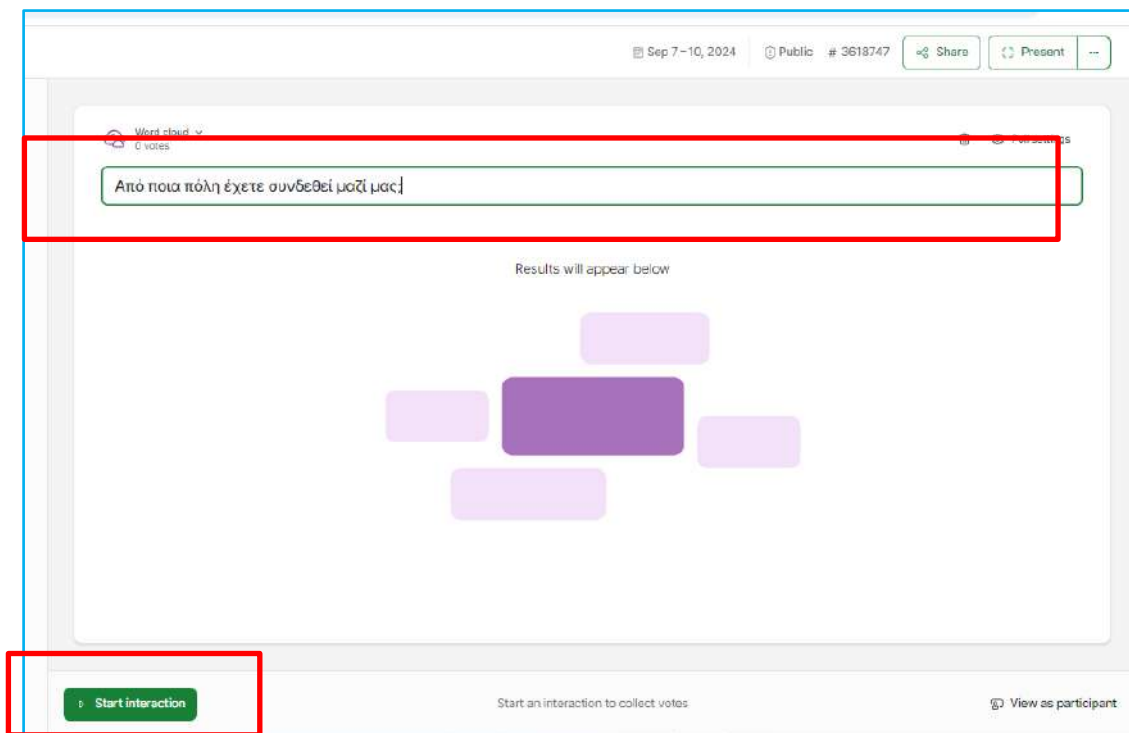 Sep 7–10, 2024 Public # 3618747 Share Present ...
Word cloud
0 votes
Από ποια πόλη έχετε συνδεθεί μαζί μας;
Results will appear below
Start interaction Start an interaction to collect votes View as participant